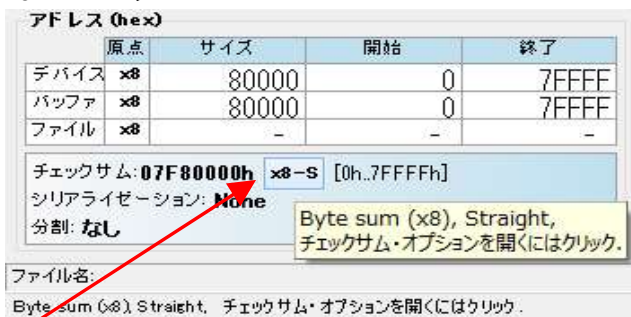 アドレス (hex)
原点 サイズ 開始 終了
デバイス x8 80000 0 7FFFF
バッファ x8 80000 0 7FFFF
ファイル x8 - - -
チェックサム:07F80000h x8-S [0h..7FFFFh]
シリアライゼーション: None
分割: なし
Byte sum (x8), Straight,
チェックサム・オプションを開くにはクリック.
ファイル名:
Byte sum (x8), Straight, チェックサム・オプションを開くにはクリック.